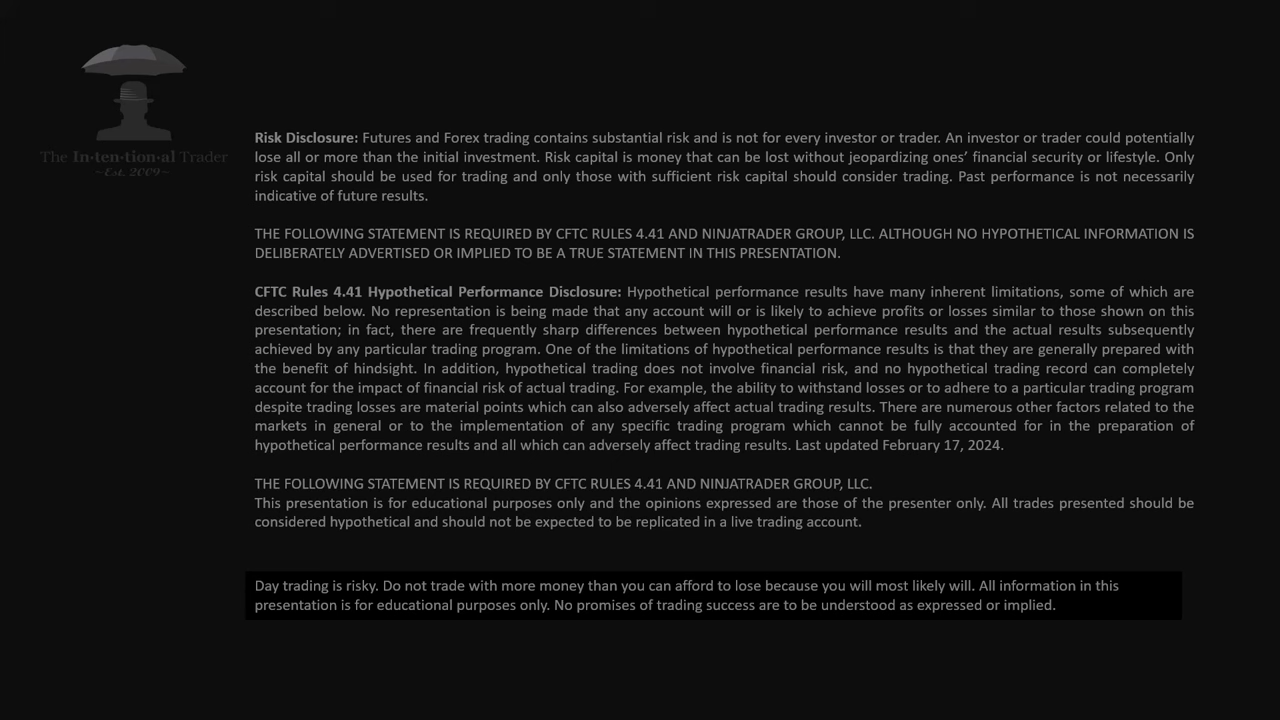 The In•ten•tion•al Trader
~Est. 2009~
Risk Disclosure: Futures and Forex trading contains substantial risk and is not for every investor or trader. An investor or trader could potentially
lose all or more than the initial investment. Risk capital is money that can be lost without jeopardizing ones’ financial security or lifestyle. Only
risk capital should be used for trading and only those with sufficient risk capital should consider trading. Past performance is not necessarily
indicative of future results.
THE FOLLOWING STATEMENT IS REQUIRED BY CFTC RULES 4.41 AND NINJATRADER GROUP, LLC. ALTHOUGH NO HYPOTHETICAL INFORMATION IS
DELIBERATELY ADVERTISED OR IMPLIED TO BE A TRUE STATEMENT IN THIS PRESENTATION.
CFTC Rules 4.41 Hypothetical Performance Disclosure: Hypothetical performance results have many inherent limitations, some of which are
described below. No representation is being made that any account will or is likely to achieve profits or losses similar to those shown on this
presentation; in fact, there are frequently sharp differences between hypothetical performance results and the actual results subsequently
achieved by any particular trading program. One of the limitations of hypothetical performance results is that they are generally prepared with
the benefit of hindsight. In addition, hypothetical trading does not involve financial risk, and no hypothetical trading record can completely
account for the impact of financial risk of actual trading. For example, the ability to withstand losses or to adhere to a particular trading program
despite trading losses are material points which can also adversely affect actual trading results. There are numerous other factors related to the
markets in general or to the implementation of any specific trading program which cannot be fully accounted for in the preparation of
hypothetical performance results and all which can adversely affect trading results. Last updated February 17, 2024.
THE FOLLOWING STATEMENT IS REQUIRED BY CFTC RULES 4.41 AND NINJATRADER GROUP, LLC.
This presentation is for educational purposes only and the opinions expressed are those of the presenter only. All trades presented should be
considered hypothetical and should not be expected to be replicated in a live trading account.
Day trading is risky. Do not trade with more money than you can afford to lose because you will most likely will. All information in this
presentation is for educational purposes only. No promises of trading success are to be understood as expressed or implied.